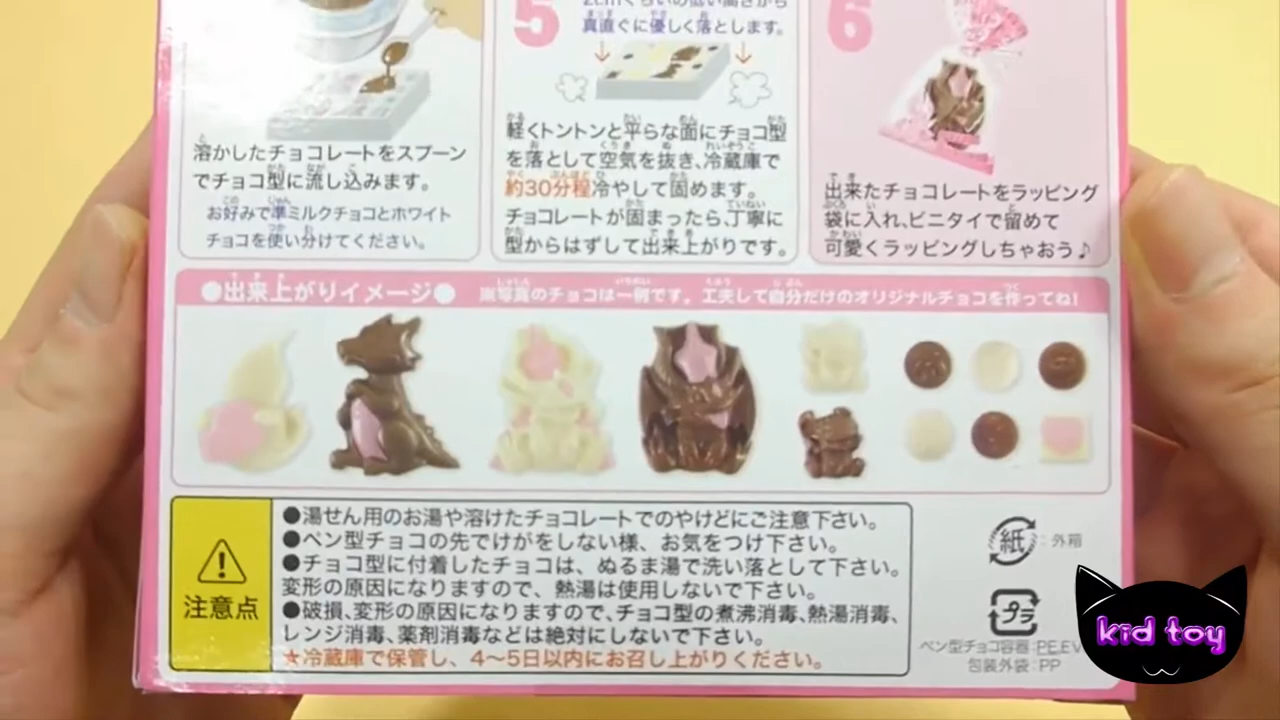 5
2cmくらいの低い高さから
真直ぐに優しく落とします。
6
溶かしたチョコレートをスプーン
でチョコ型に流し込みます。
お好みで準ミルクチョコとホワイト
チョコを使い分けてください。
軽くトントンと平らな面にチョコ型
を落として空気を抜き、冷蔵庫で
約30分程冷やして固めます。
チョコレートが固まったら、丁寧に
型からはずして出来上がりです。
出来たチョコレートをラッピング
袋に入れ、ビニタイで留めて
可愛くラッピングしちゃおう♪
●出来上がりイメージ●
※写真のチョコは一例です。工夫して自分だけのオリジナルチョコを作ってね!
注意点
●湯せん用のお湯や溶けたチョコレートでのやけどにご注意下さい。
●ペン型チョコの先でけがをしない様、お気をつけ下さい。
●チョコ型に付着したチョコは、ぬるま湯で洗い落として下さい。
変形の原因になりますので、熱湯は使用しないで下さい。
●破損、変形の原因になりますので、チョコ型の煮沸消毒、熱湯消毒、
レンジ消毒、薬剤消毒などは絶対にしないで下さい。
★冷蔵庫で保管し、4〜5日以内にお召し上がりください。
紙:外箱
プラ
ペン型チョコ容器:PE,EV
包装外袋:PP
kid toy